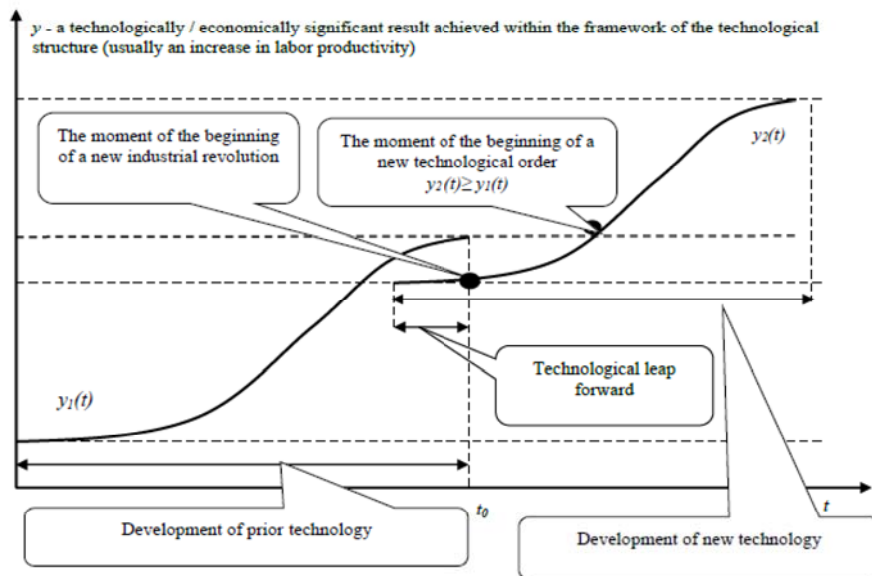 y - a technologically / economically significant result achieved within the framework of the technological
structure (usually an increase in labor productivity)
The moment of the beginning
of a new industrial revolution
The moment of the beginning of a
new technological order
y₂(t)≥y₁(t)
y₂(t)
Technological leap
forward
y₁(t)
t₀
t
Development of prior technology
Development of new technology